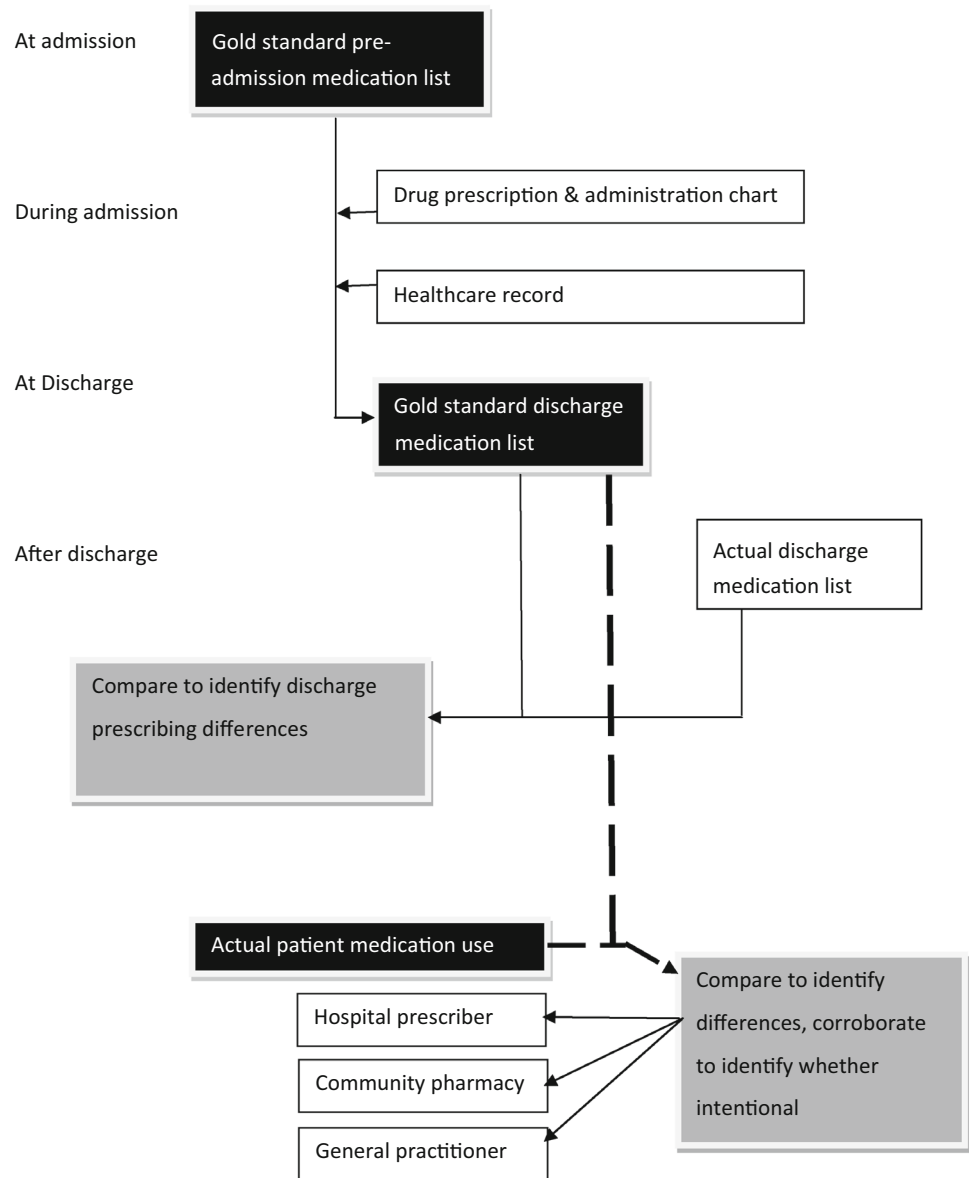 At admission
Gold standard pre-
admission medication list
During admission
Drug prescription & administration chart
Healthcare record
At Discharge
Gold standard discharge
medication list
After discharge
Actual discharge
medication list
Compare to identify discharge
prescribing differences
Actual patient medication use
Compare to identify
differences, corroborate
to identify whether
intentional
Hospital prescriber
Community pharmacy
General practitioner